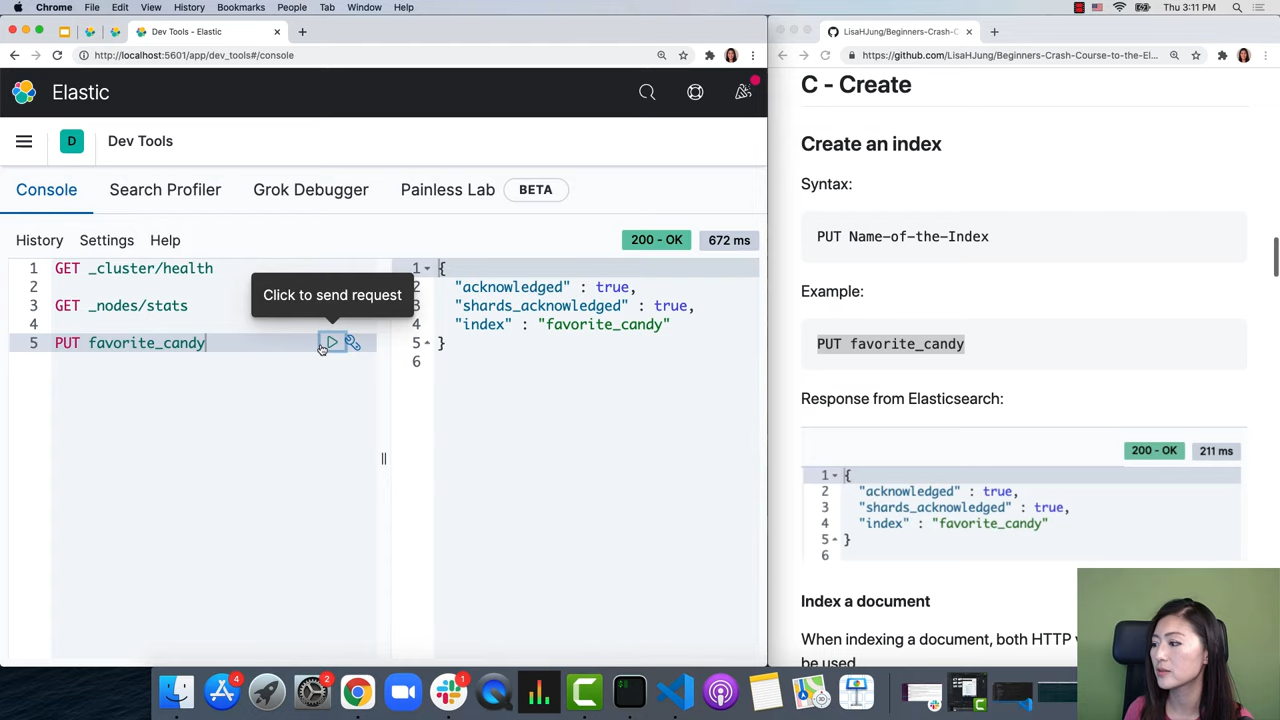 Chrome File Edit View History Bookmarks People Tab Window Help
Thu 3:11 PM
Dev Tools - Elastic
http://localhost:5601/app/dev_tools#/console
Elastic
D Dev Tools
Console Search Profiler Grok Debugger Painless Lab BETA
History Settings Help
200 - OK 672 ms
1 GET _cluster/health
2
3 GET _nodes/stats
4
5 PUT favorite_candy
Click to send request
1 {
2 "acknowledged" : true,
3 "shards_acknowledged" : true,
4 "index" : "favorite_candy"
5 }
6
LisaHJung/Beginners-Crash-C
https://github.com/LisaHJung/Beginners-Crash-Course-to-the-El...
C - Create
Create an index
Syntax:
PUT Name-of-the-Index
Example:
PUT favorite_candy
Response from Elasticsearch:
200 - OK 211 ms
1 {
2 "acknowledged" : true,
3 "shards_acknowledged" : true,
4 "index" : "favorite_candy"
5 }
6
Index a document
When indexing a document, both HTTP
be used
4
2
1